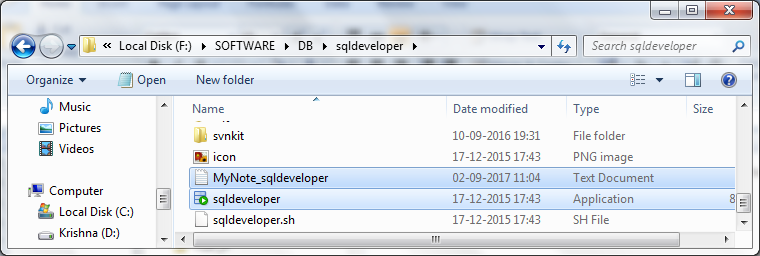 « Local Disk (F:) ▸ SOFTWARE ▸ DB ▸ sqldeveloper ▸
Search sqldeveloper
Organize Open New folder
Music
Pictures
Videos
Computer
Local Disk (C:)
Krishna (D:)
Name Date modified Type Size
svnkit 10-09-2016 19:31 File folder
icon 17-12-2015 17:43 PNG image
MyNote_sqldeveloper 02-09-2017 11:04 Text Document
sqldeveloper 17-12-2015 17:43 Application 8
sqldeveloper.sh 17-12-2015 17:43 SH File